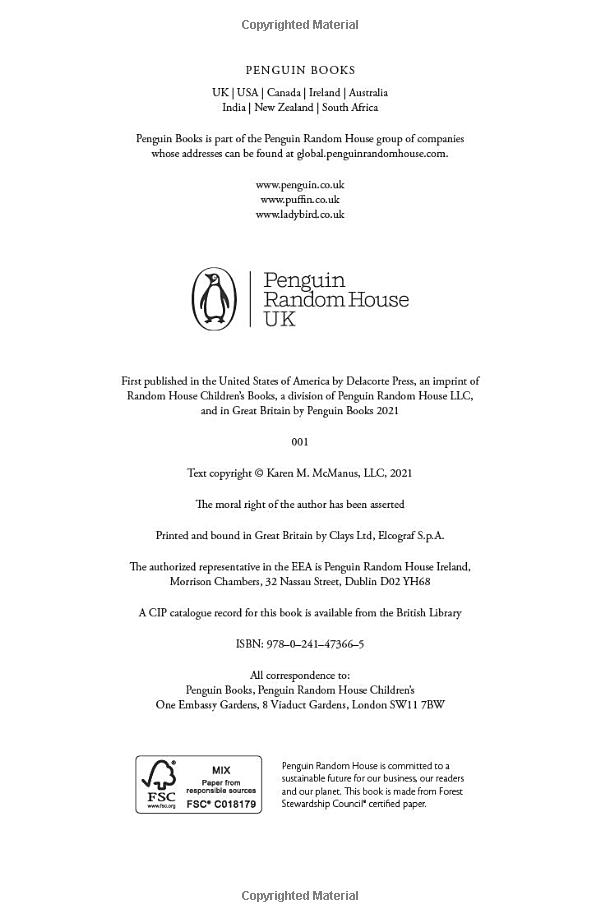 Copyrighted Material
PENGUIN BOOKS
UK | USA | Canada | Ireland | Australia
India | New Zealand | South Africa
Penguin Books is part of the Penguin Random House group of companies
whose addresses can be found at global.penguinrandomhouse.com.
www.penguin.co.uk
www.puffin.co.uk
www.ladybird.co.uk
Penguin
Random House
UK
First published in the United States of America by Delacorte Press, an imprint of
Random House Children's Books, a division of Penguin Random House LLC,
and in Great Britain by Penguin Books 2021
001
Text copyright © Karen M. McManus, LLC, 2021
The moral right of the author has been asserted
Printed and bound in Great Britain by Clays Ltd, Elcograf S.p.A.
The authorized representative in the EEA is Penguin Random House Ireland,
Morrison Chambers, 32 Nassau Street, Dublin D02 YH68
A CIP catalogue record for this book is available from the British Library
ISBN: 978–0–241–47366–5
All correspondence to:
Penguin Books, Penguin Random House Children's
One Embassy Gardens, 8 Viaduct Gardens, London SW11 7BW
FSC
www.fsc.org
MIX
Paper from
responsible sources
FSC® C018179
Penguin Random House is committed to a
sustainable future for our business, our readers
and our planet. This book is made from Forest
Stewardship Council® certified paper.
Copyrighted Material